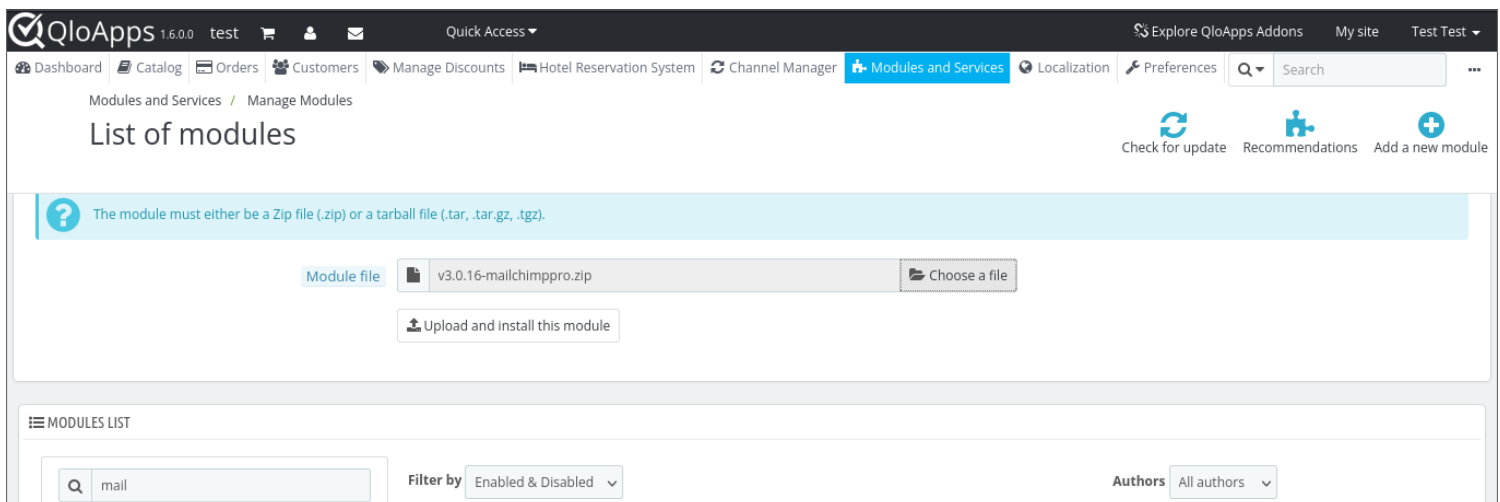 QloApps 1.6.0.0 test Quick Access Explore QloApps Addons My site Test Test
Dashboard Catalog Orders Customers Manage Discounts Hotel Reservation System Channel Manager Modules and Services Localization Preferences Search ...
Modules and Services / Manage Modules
List of modules
Check for update Recommendations Add a new module
The module must either be a Zip file (.zip) or a tarball file (.tar, .tar.gz, .tgz).
Module file v3.0.16-mailchimppro.zip Choose a file
Upload and install this module
MODULES LIST
mail Filter by Enabled & Disabled Authors All authors